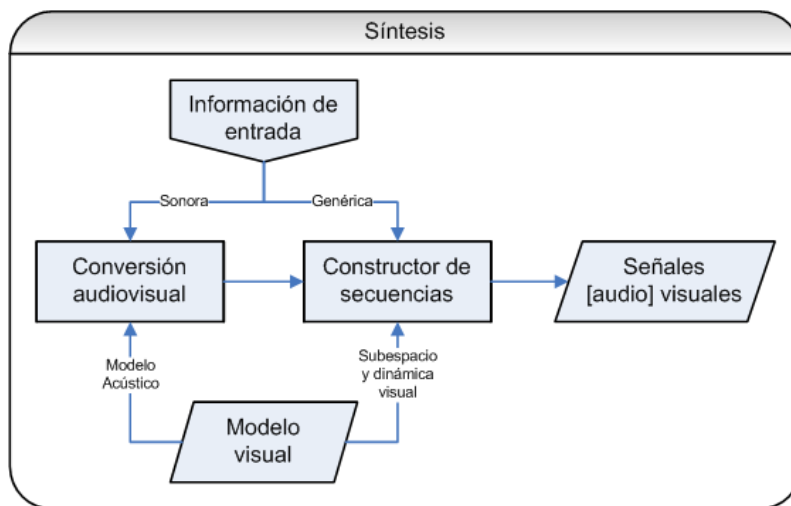 Síntesis
Información de
entrada
Sonora
Genérica
Conversión
audiovisual
Constructor de
secuencias
Señales
[audio] visuales
Modelo
Acústico
Subespacio
y dinámica
visual
Modelo
visual